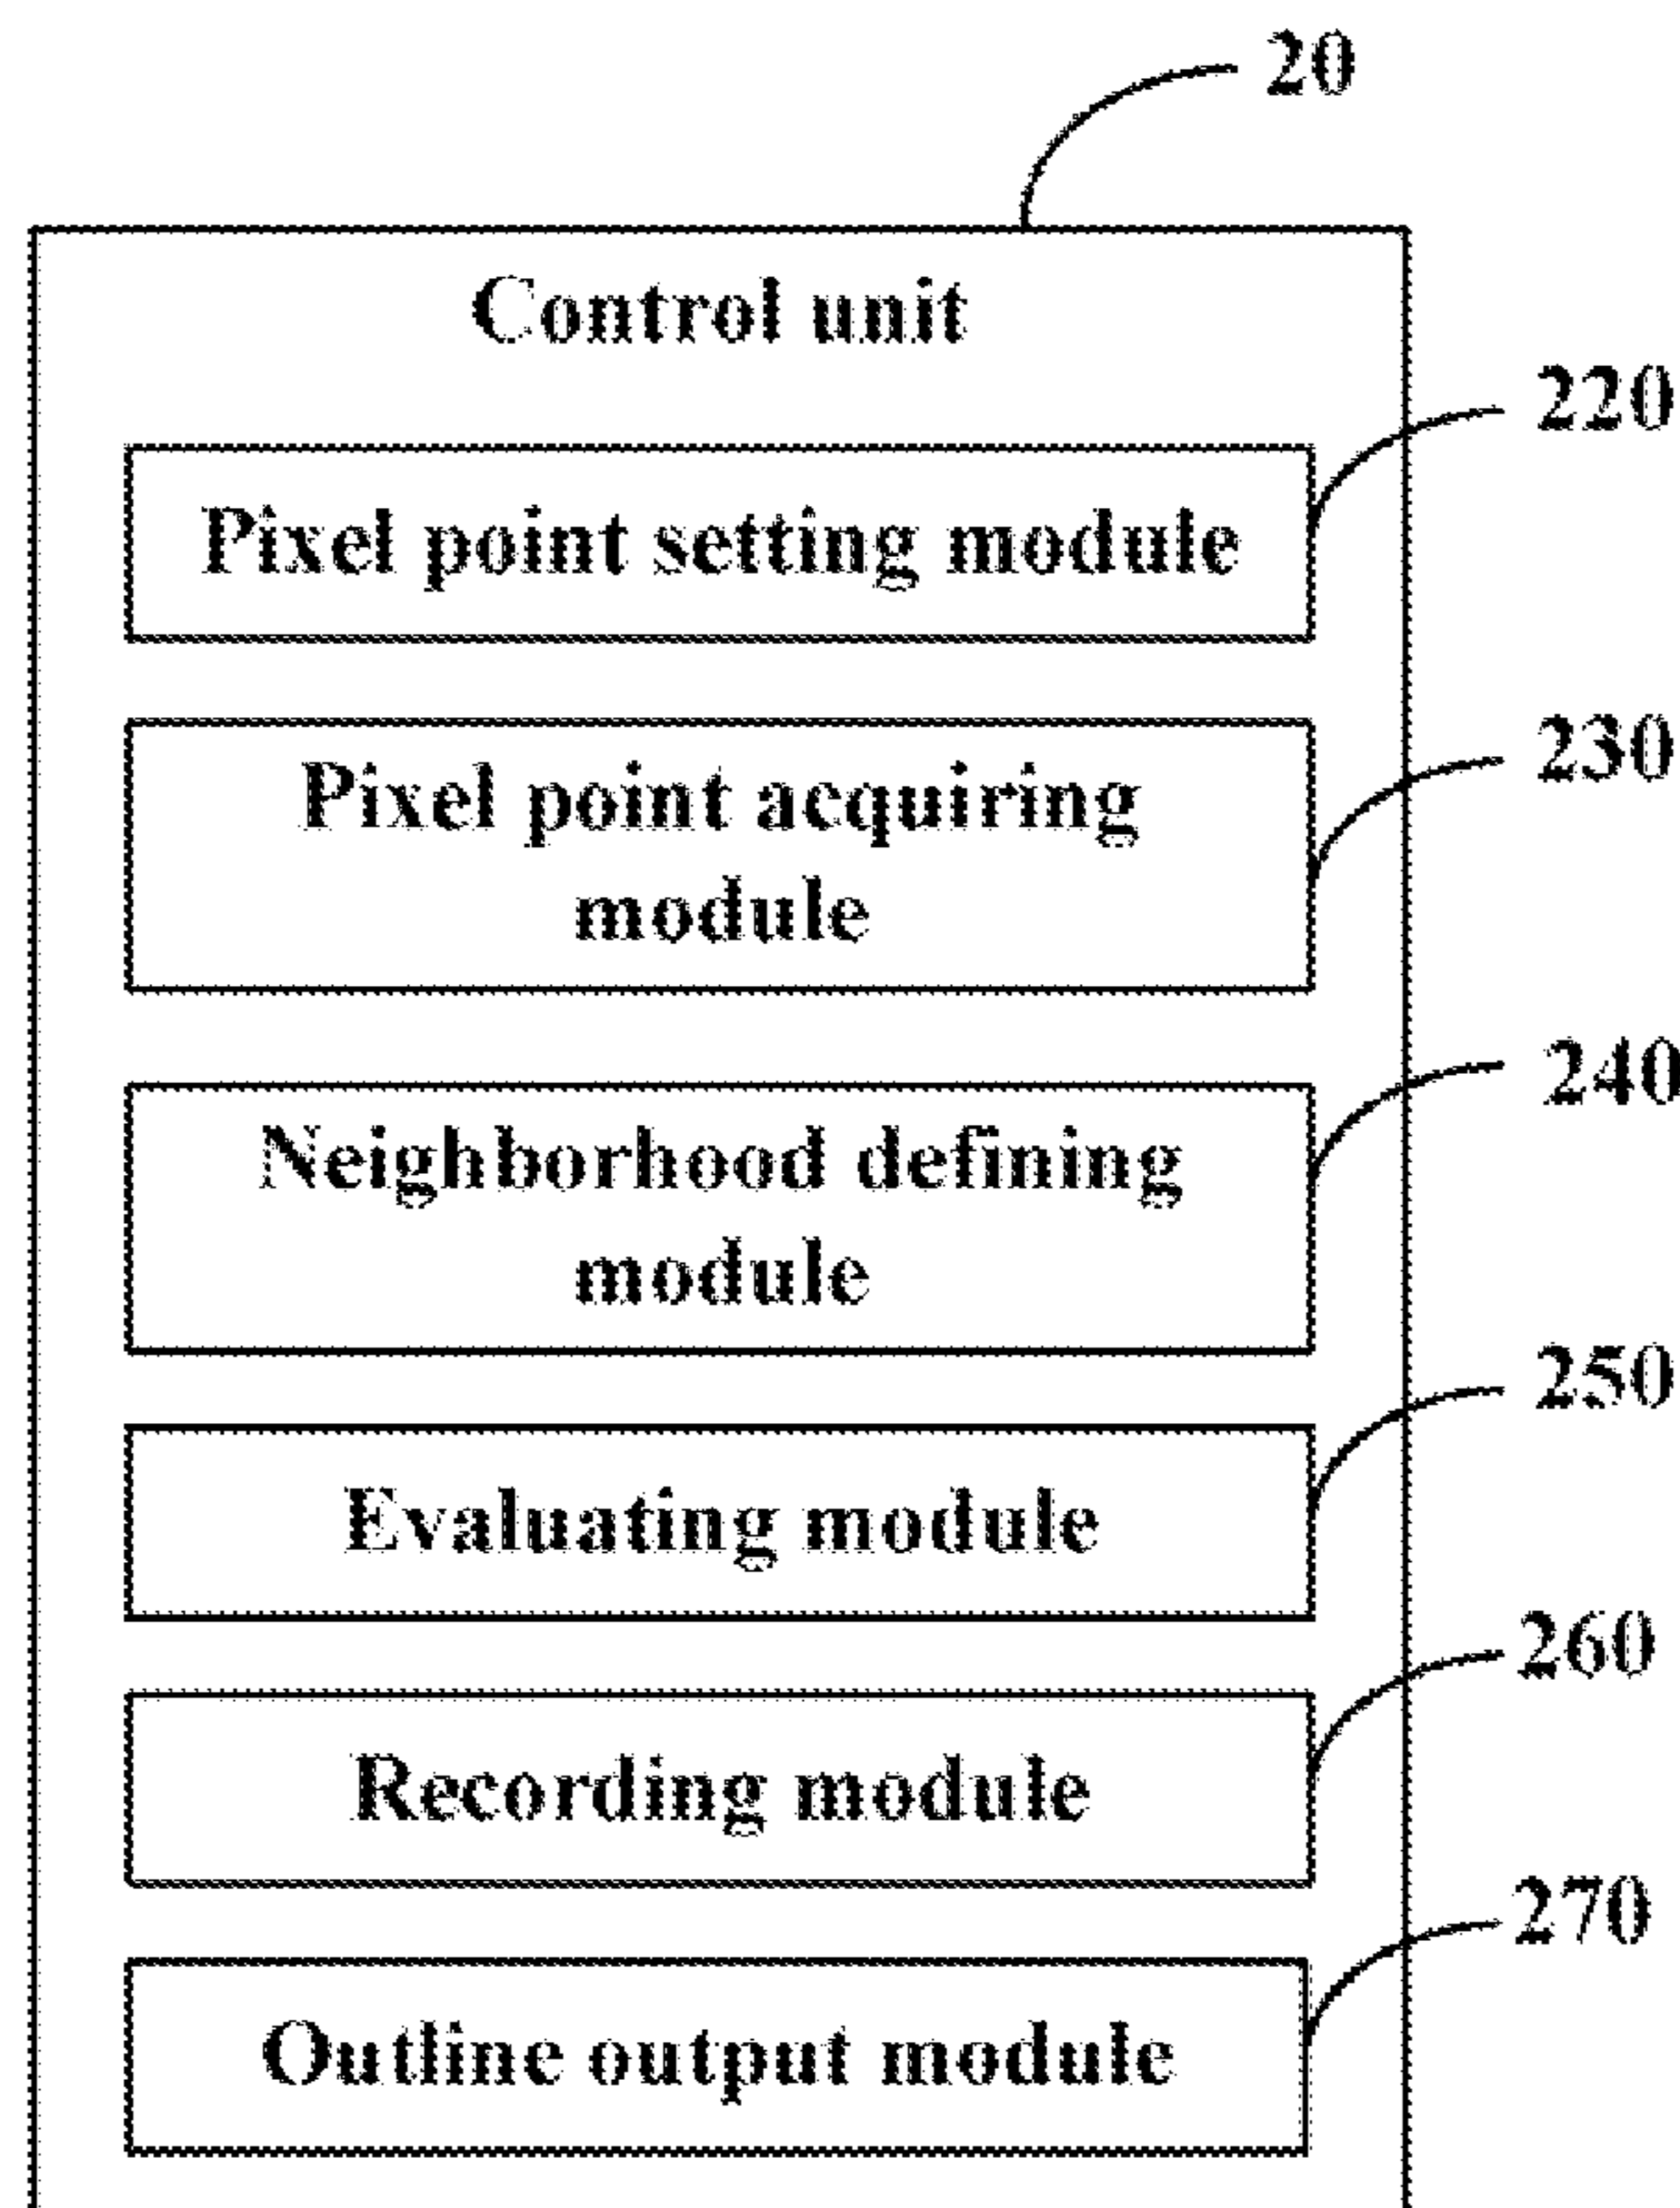 20
Control unit
220
Pixel point setting module
230
Pixel point acquiring
module
240
Neighborhood defining
module
250
Evaluating module
260
Recording module
270
Outline output module